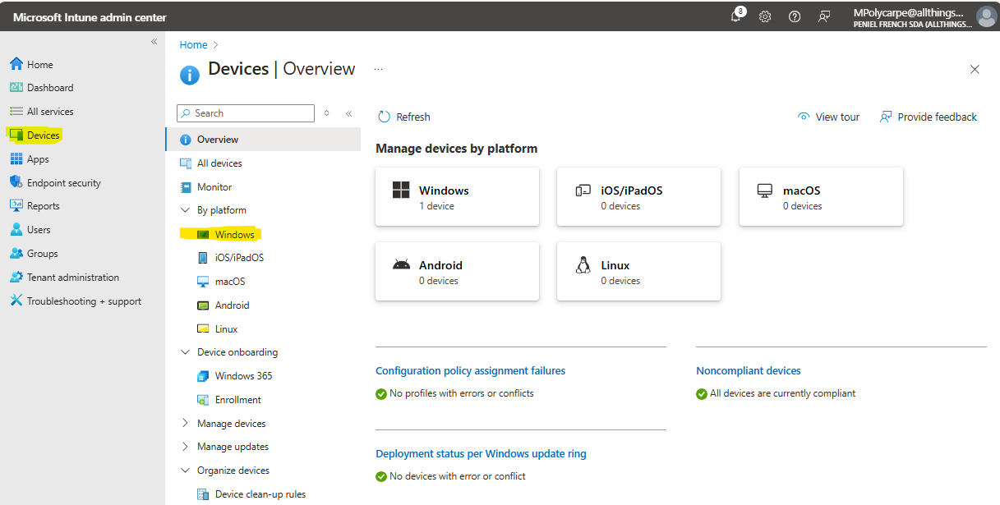 Microsoft Intune admin center
8
MPolycarpe@allthings...
PENIEL FRENCH SDA (ALLTHINGS...
Home
Dashboard
All services
Devices
Apps
Endpoint security
Reports
Users
Groups
Tenant administration
Troubleshooting + support
Home
Devices | Overview
...
Search
Overview
All devices
Monitor
By platform
Windows
iOS/iPadOS
macOS
Android
Linux
Device onboarding
Windows 365
Enrollment
Manage devices
Manage updates
Organize devices
Device clean-up rules
Refresh
View tour
Provide feedback
Manage devices by platform
Windows
1 device
iOS/iPadOS
0 devices
macOS
0 devices
Android
0 devices
Linux
0 devices
Configuration policy assignment failures
No profiles with errors or conflicts
Noncompliant devices
All devices are currently compliant
Deployment status per Windows update ring
No devices with error or conflict